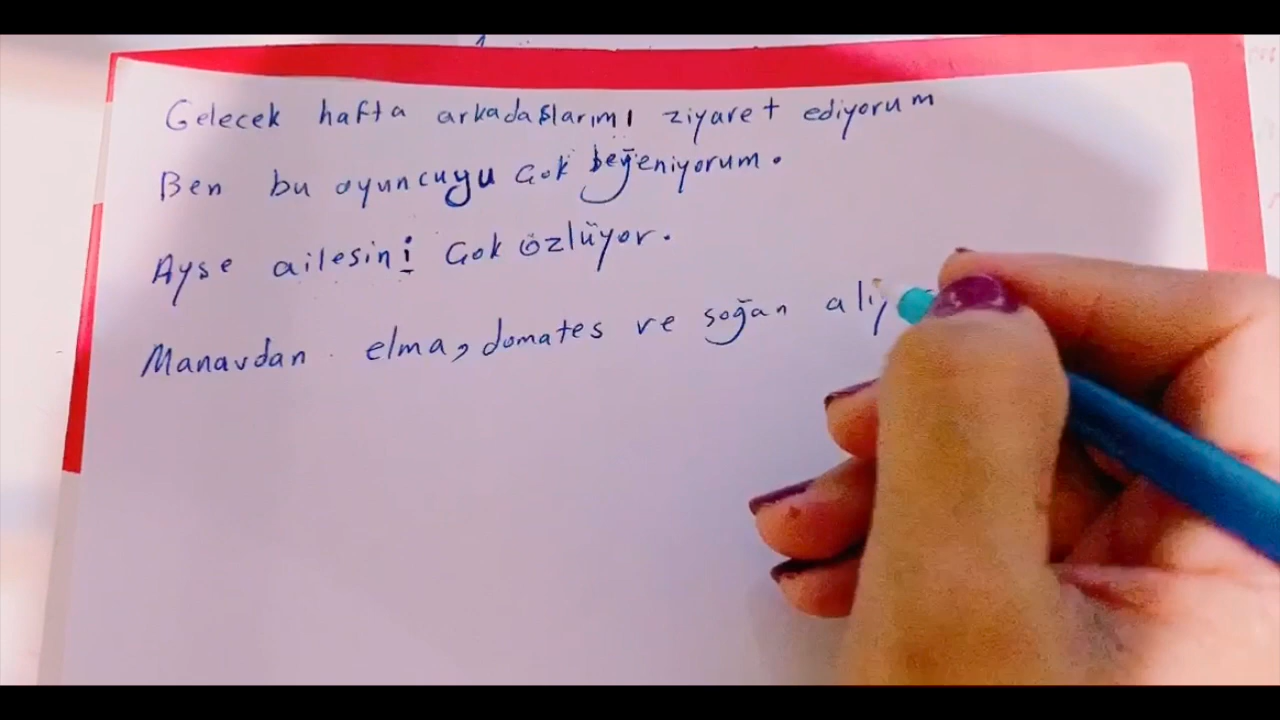 Gelecek hafta arkadaşlarımı ziyaret ediyorum
Ben bu oyuncuyu çok beğeniyorum.
Ayşe ailesini çok özlüyor.
Manavdan elma, domates ve soğan alıy